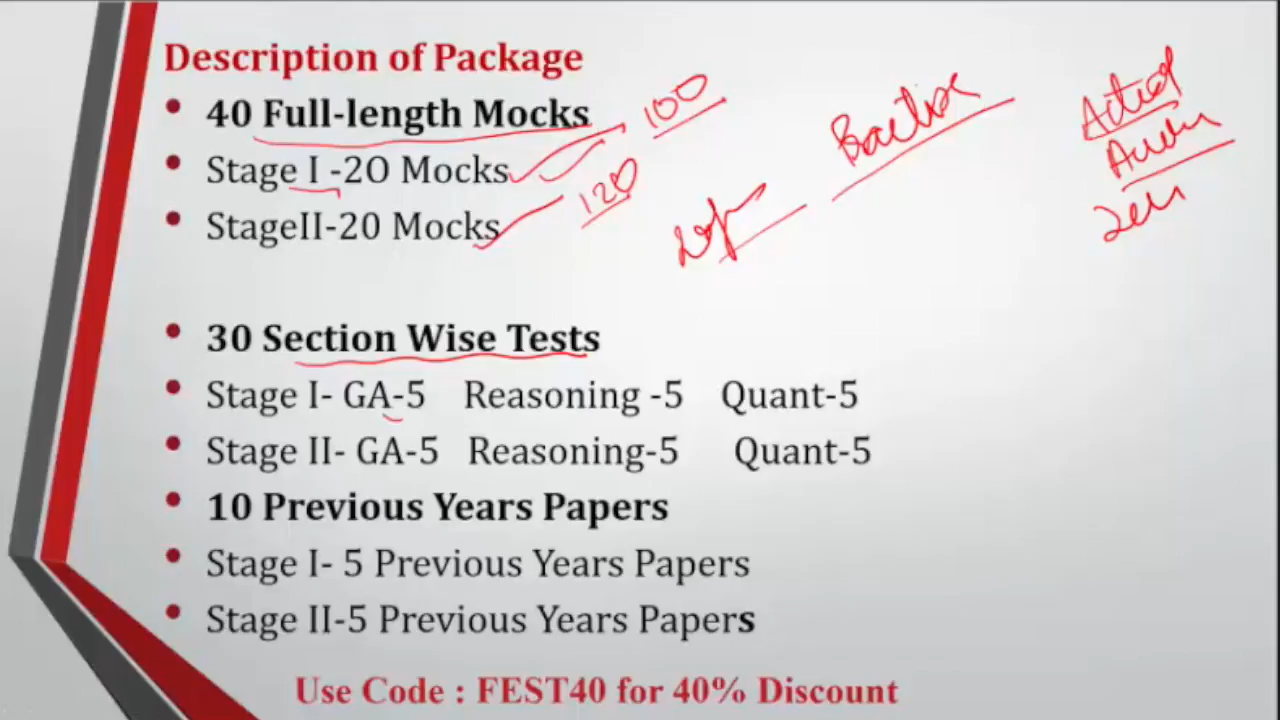 Description of Package
40 Full-length Mocks
100
Stage I -2O Mocks
120
StageII-20 Mocks
30 Section Wise Tests
Stage I- GA-5 Reasoning -5 Quant-5
Stage II- GA-5 Reasoning-5 Quant-5
10 Previous Years Papers
Stage I- 5 Previous Years Papers
Stage II-5 Previous Years Papers
Use Code : FEST40 for 40% Discount